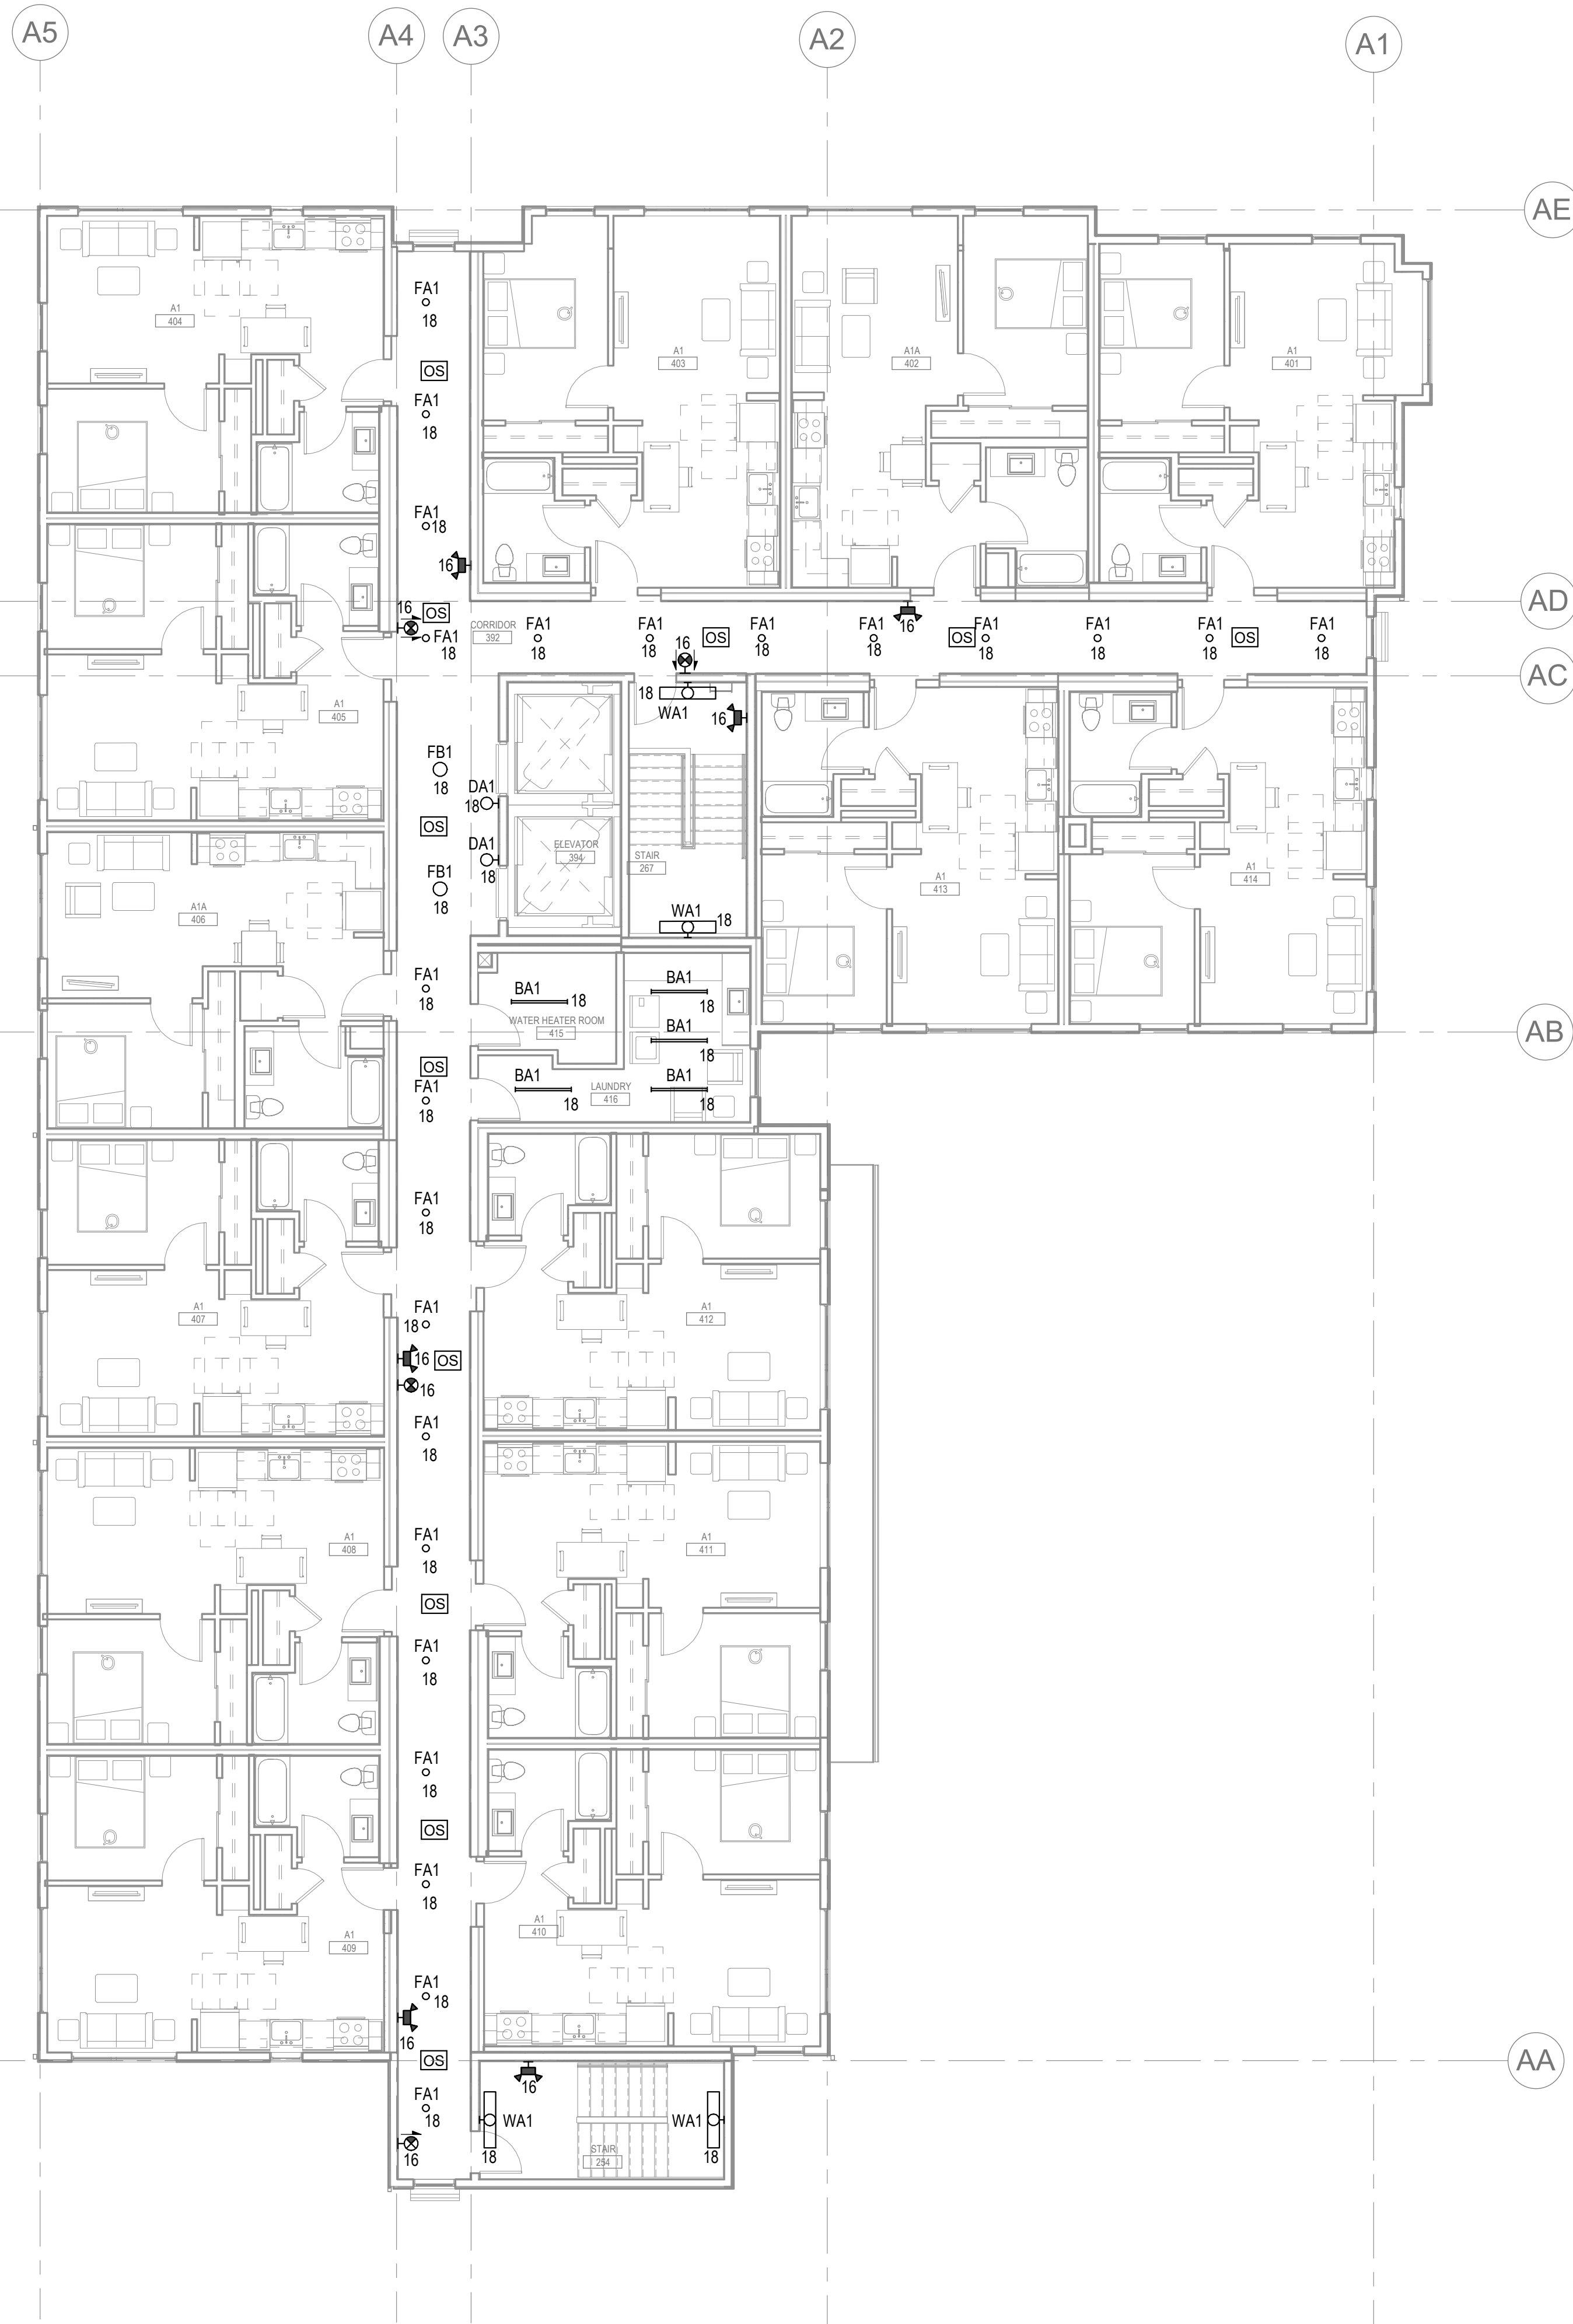 A5
A4
A3
A2
A1
AE
FA1
18
A1
404
A1
403
A1A
402
A1
401
OS
FA1
18
FA1
18
16
AD
16
OS
FA1
18
CORRIDOR
392
FA1
18
FA1
18
16
OS
FA1
18
FA1
18
16
OS
FA1
18
FA1
18
FA1
18
OS
FA1
18
AC
18
WA1
16
A1
405
FB1
18
DA1
18
OS
DA1
18
ELEVATOR
394
STAIR
267
FB1
18
A1
413
A1
414
A1A
406
WA1
18
FA1
18
BA1
18
BA1
18
WATER HEATER ROOM
415
BA1
18
AB
OS
FA1
18
BA1
18
LAUNDRY
416
BA1
18
FA1
18
A1
407
FA1
18
A1
412
16
OS
16
FA1
18
A1
408
FA1
18
A1
411
OS
FA1
18
FA1
18
OS
FA1
18
A1
409
A1
410
FA1
18
16
OS
AA
16
FA1
18
WA1
18
WA1
18
STAIR
254
16